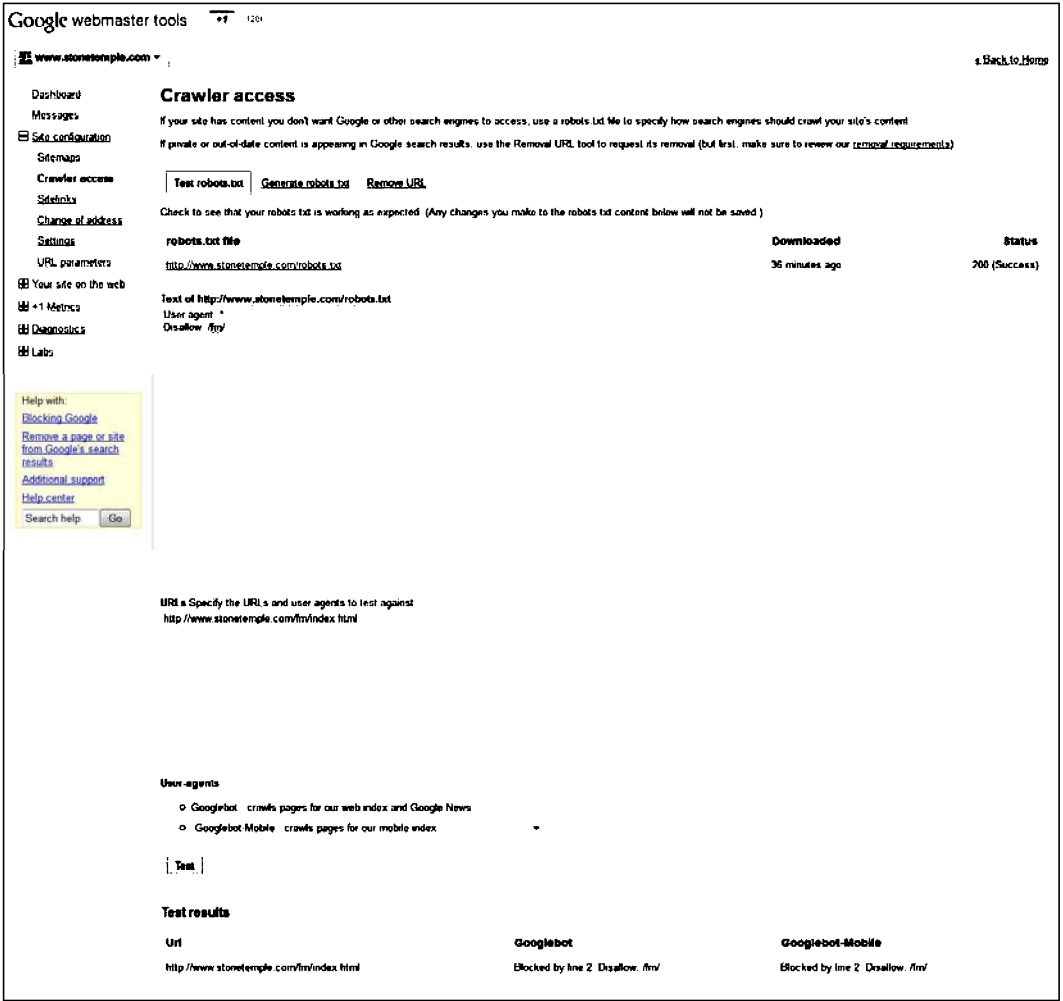 Google webmaster tools +1
www.stonetemple.com
« Back to Home
Dashboard
Messages
Site configuration
Sitemaps
Crawler access
Sitelinks
Change of address
Settings
URL parameters
Your site on the web
+1 Metrics
Diagnostics
Labs
Help with:
Blocking Google
Remove a page or site
from Google's search
results
Additional support
Help center
Search help Go
Crawler access
If your site has content you don't want Google or other search engines to access, use a robots.txt file to specify how search engines should crawl your site's content
If private or out-of-date content is appearing in Google search results, use the Removal URL tool to request its removal (but first, make sure to review our removal requirements)
Test robots.txt Generate robots txt Remove URL
Check to see that your robots txt is working as expected (Any changes you make to the robots txt content below will not be saved )
robots.txt file Downloaded Status
http://www.stonetemple.com/robots.txt 36 minutes ago 200 (Success)
Text of http://www.stonetemple.com/robots.txt
User agent *
Disallow /fm/
URLs Specify the URLs and user agents to test against
http://www.stonetemple.com/fm/index html
User-agents
Googlebot crawls pages for our web index and Google News
Googlebot-Mobile crawls pages for our mobile index
Test
Test results
Url Googlebot Googlebot-Mobile
http://www.stonetemple.com/fm/index html Blocked by line 2 Disallow. /fm/ Blocked by line 2 Disallow. /fm/